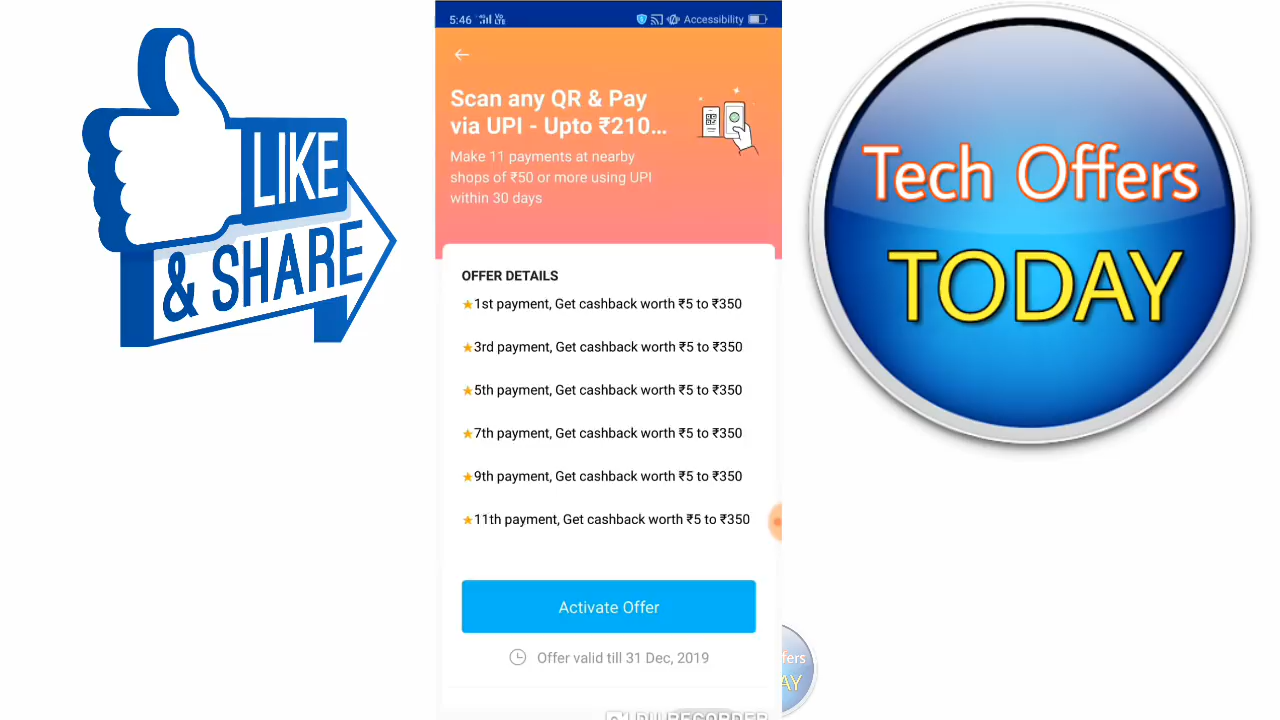 LIKE
& SHARE
5:46
Accessibility
Scan any QR & Pay
via UPI - Upto ₹210...
Make 11 payments at nearby
shops of ₹50 or more using UPI
within 30 days
OFFER DETAILS
★1st payment, Get cashback worth ₹5 to ₹350
★3rd payment, Get cashback worth ₹5 to ₹350
★5th payment, Get cashback worth ₹5 to ₹350
★7th payment, Get cashback worth ₹5 to ₹350
★9th payment, Get cashback worth ₹5 to ₹350
★11th payment, Get cashback worth ₹5 to ₹350
Activate Offer
Offer valid till 31 Dec, 2019
Tech Offers
TODAY
fers
AY